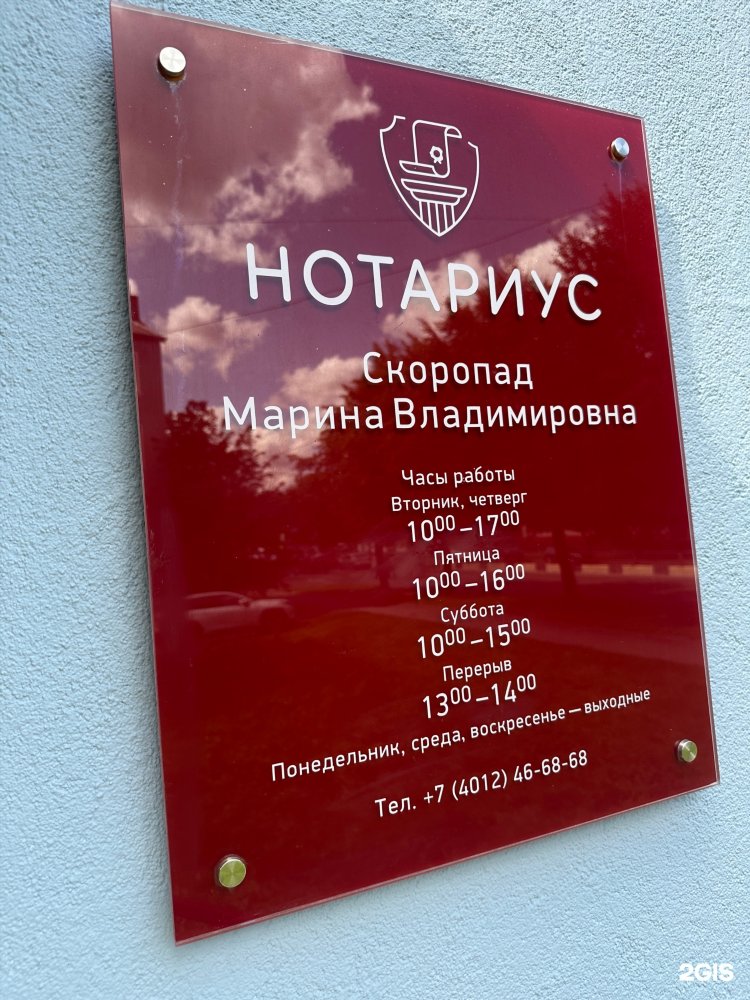 НОТАРИУС
Скоропад
Марина Владимировна
Часы работы
Вторник, четверг
10⁰⁰–17⁰⁰
Пятница
10⁰⁰–16⁰⁰
Суббота
10⁰⁰–15⁰⁰
Перерыв
13⁰⁰–14⁰⁰
Понедельник, среда, воскресенье – выходные
Тел. +7 (4012) 46-68-68
2GIS